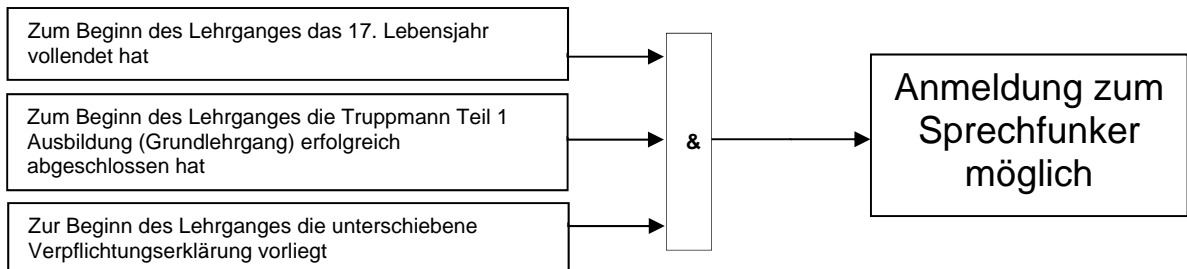 Zum Beginn des Lehrganges das 17. Lebensjahr
vollendet hat
Zum Beginn des Lehrganges die Truppmann Teil 1
Ausbildung (Grundlehrgang) erfolgreich
abgeschlossen hat
Zur Beginn des Lehrganges die unterschiebene
Verpflichtungserklärung vorliegt
&
Anmeldung zum
Sprechfunker
möglich